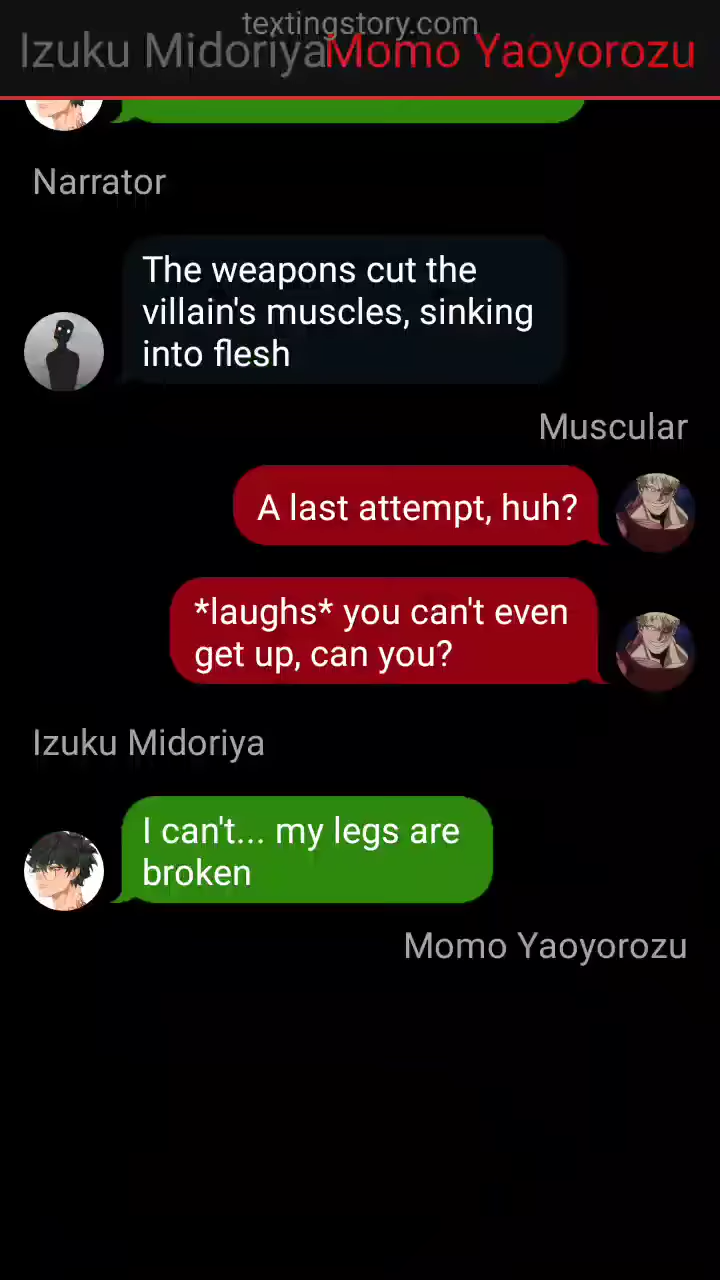 textingstory.com
Izuku Midoriya Momo Yaoyorozu
Narrator
The weapons cut the
villain's muscles, sinking
into flesh
Muscular
A last attempt, huh?
*laughs* you can't even
get up, can you?
Izuku Midoriya
I can't... my legs are
broken
Momo Yaoyorozu